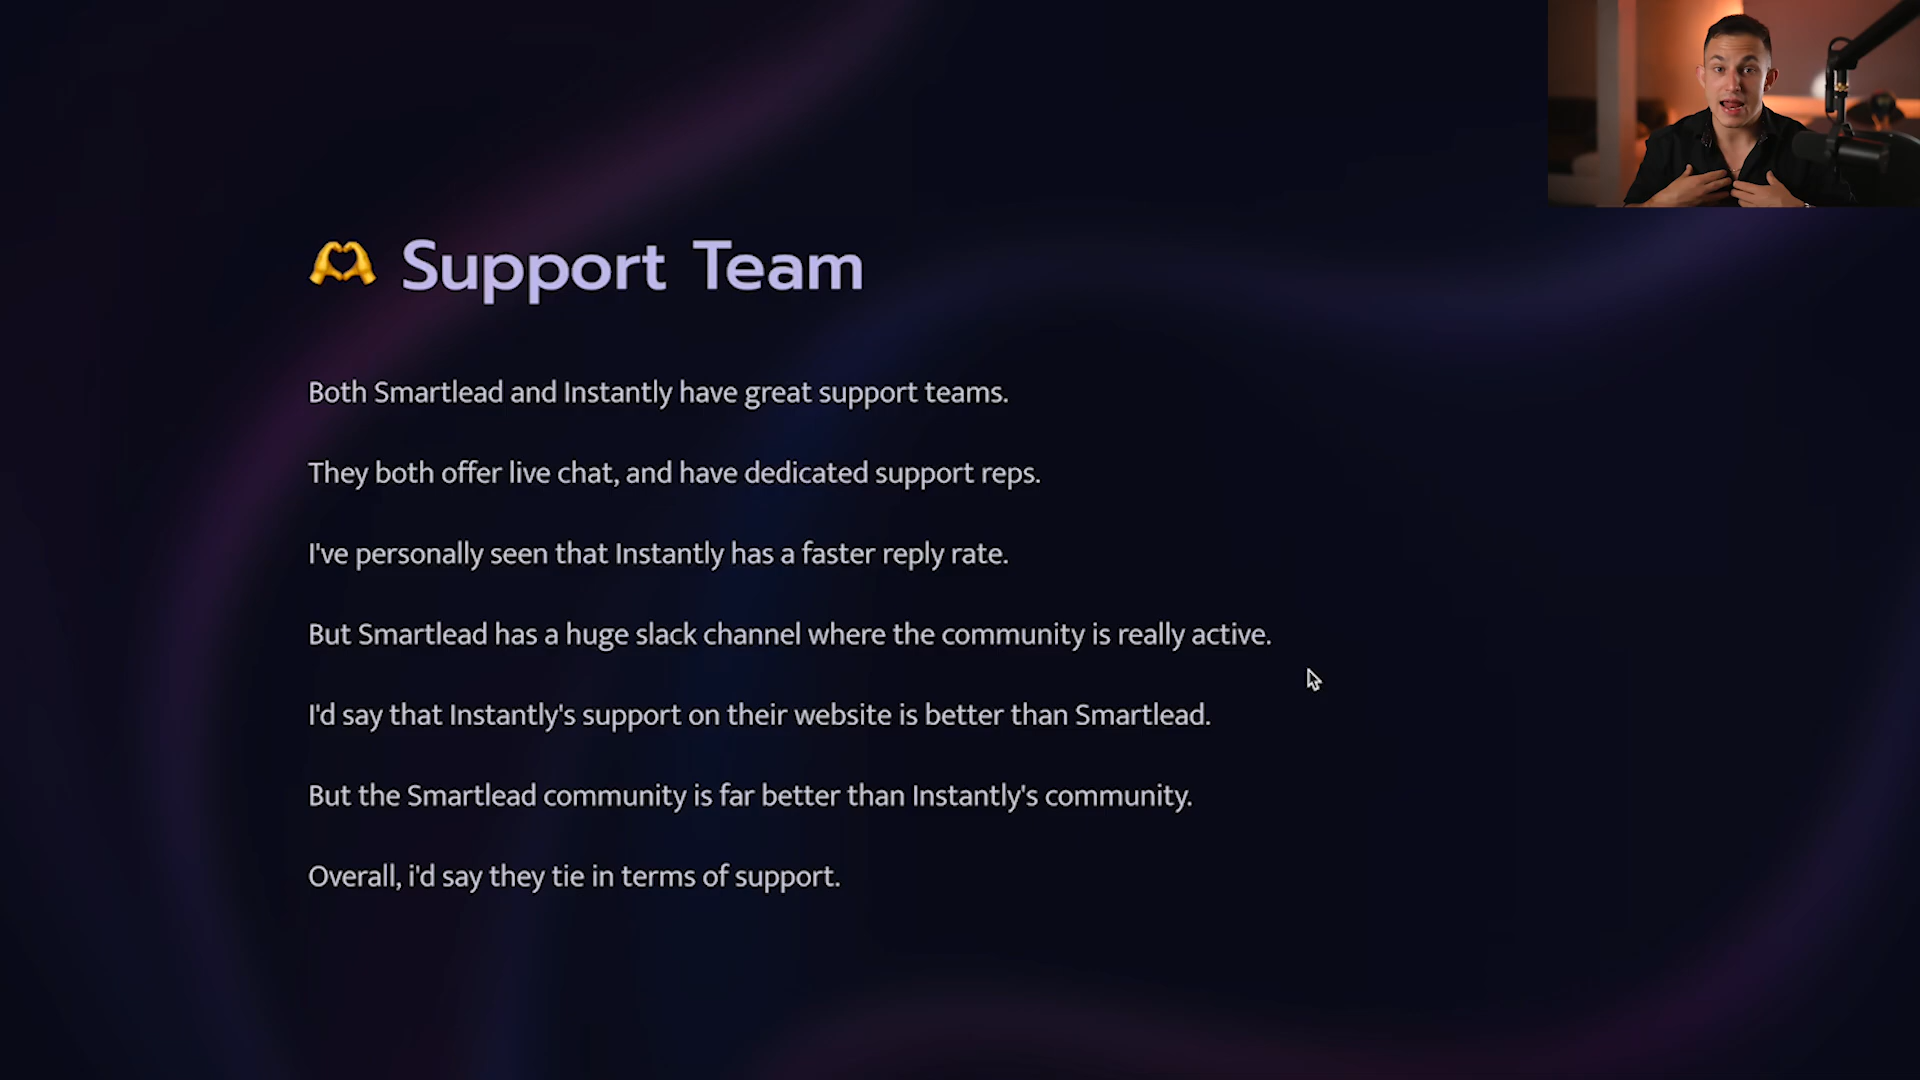 Support Team
Both Smartlead and Instantly have great support teams.
They both offer live chat, and have dedicated support reps.
I've personally seen that Instantly has a faster reply rate.
But Smartlead has a huge slack channel where the community is really active.
I'd say that Instantly's support on their website is better than Smartlead.
But the Smartlead community is far better than Instantly's community.
Overall, i'd say they tie in terms of support.